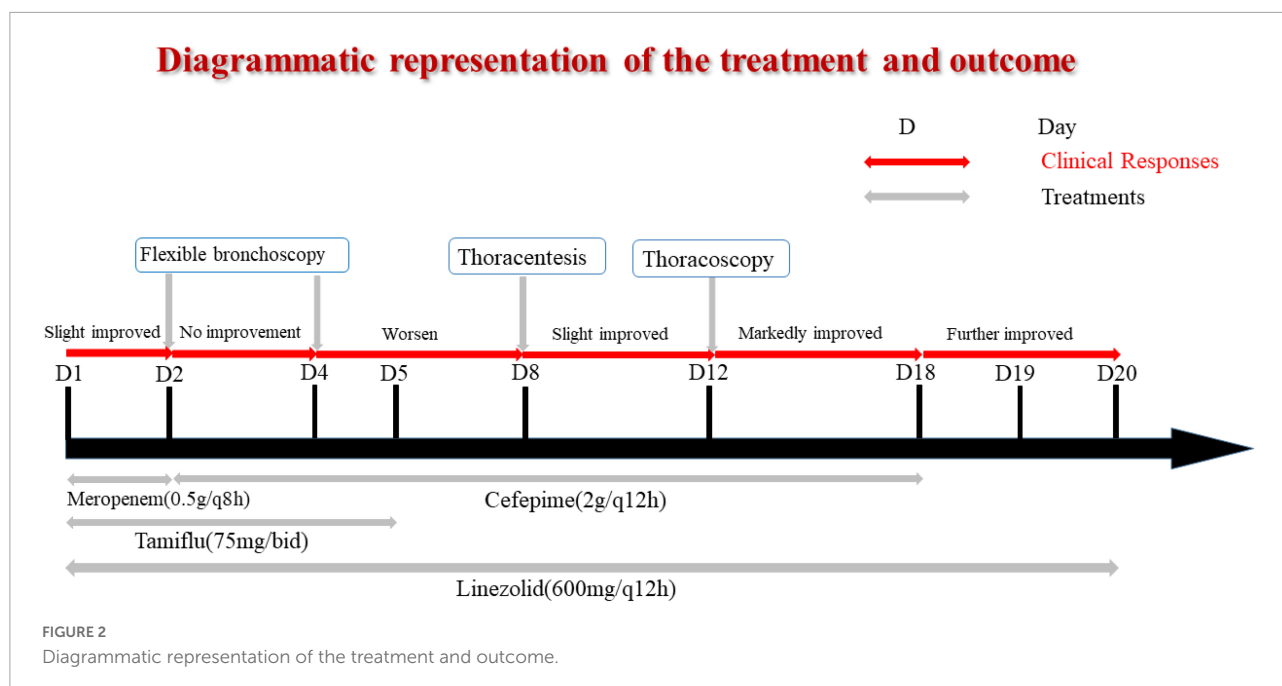 Diagrammatic representation of the treatment and outcome
D Day
Clinical Responses
Treatments
Flexible bronchoscopy
Thoracentesis
Thoracoscopy
Slight improved
No improvement
Worsen
Slight improved
Markedly improved
Further improved
D1 D2 D4 D5 D8 D12 D18 D19 D20
Meropenem(0.5g/q8h)
Cefepime(2g/q12h)
Tamiflu(75mg/bid)
Linezolid(600mg/q12h)
FIGURE 2
Diagrammatic representation of the treatment and outcome.